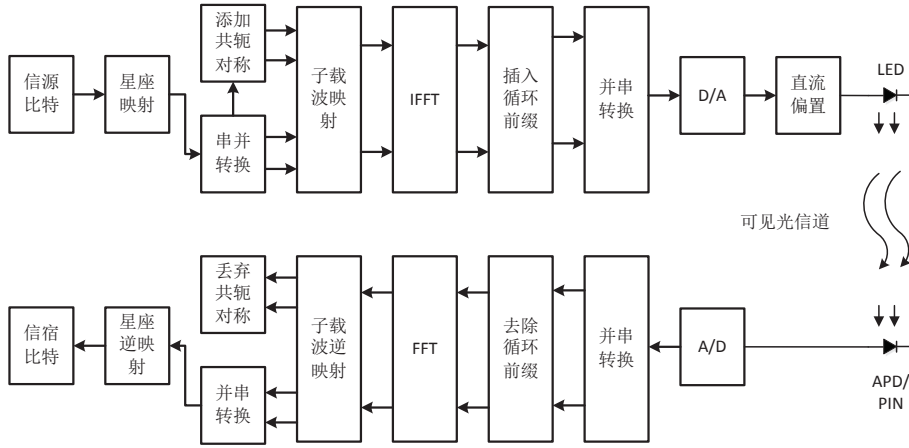 信源
比特
星座
映射
添加
共轭
对称
串并
转换
子载
波映
射
IFFT
插入
循环
前缀
并串
转换
D/A
直流
偏置
LED
可见光信道
信宿
比特
星座
逆映
射
丢弃
共轭
对称
并串
转换
子载
波逆
映射
FFT
去除
循环
前缀
并串
转换
A/D
APD/
PIN